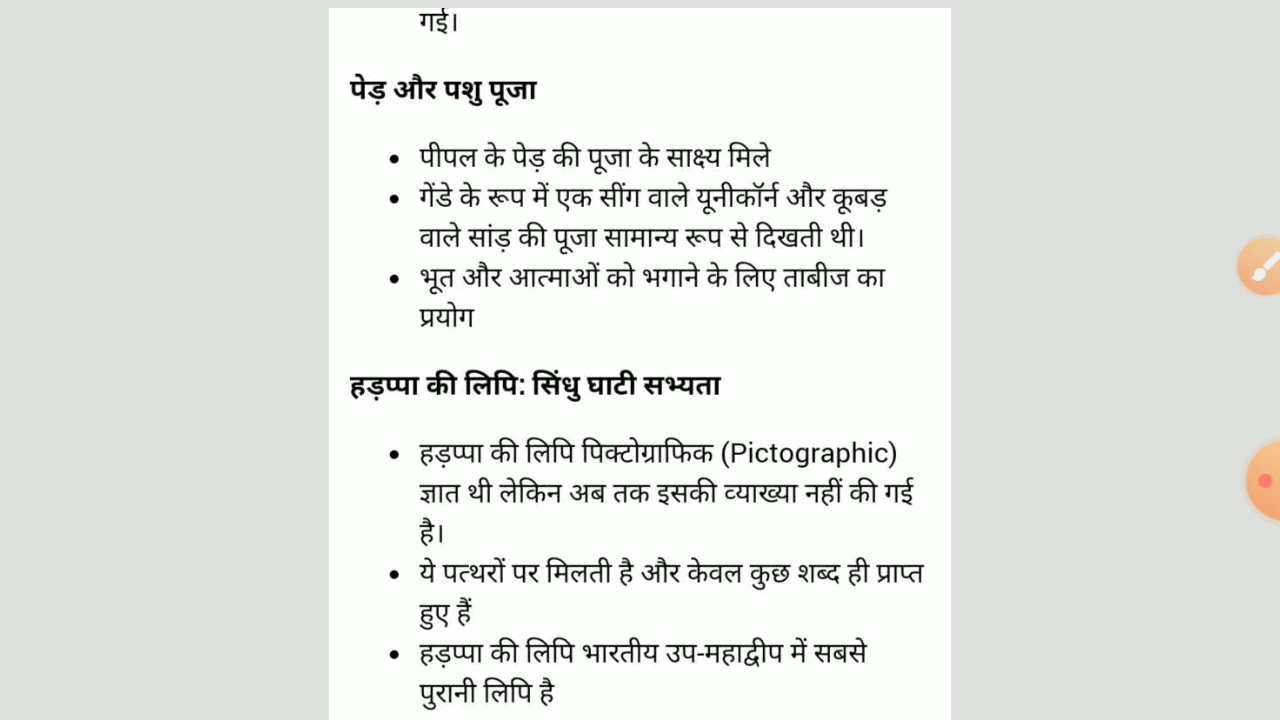 गई।
पेड़ और पशु पूजा
• पीपल के पेड़ की पूजा के साक्ष्य मिले
• गेंडे के रूप में एक सींग वाले यूनीकॉर्न और कूबड़
वाले सांड़ की पूजा सामान्य रूप से दिखती थी।
• भूत और आत्माओं को भगाने के लिए ताबीज का
प्रयोग
हड़प्पा की लिपि: सिंधु घाटी सभ्यता
• हड़प्पा की लिपि पिक्टोग्राफिक (Pictographic)
ज्ञात थी लेकिन अब तक इसकी व्याख्या नहीं की गई
है।
• ये पत्थरों पर मिलती है और केवल कुछ शब्द ही प्राप्त
हुए हैं
• हड़प्पा की लिपि भारतीय उप-महाद्वीप में सबसे
पुरानी लिपि है